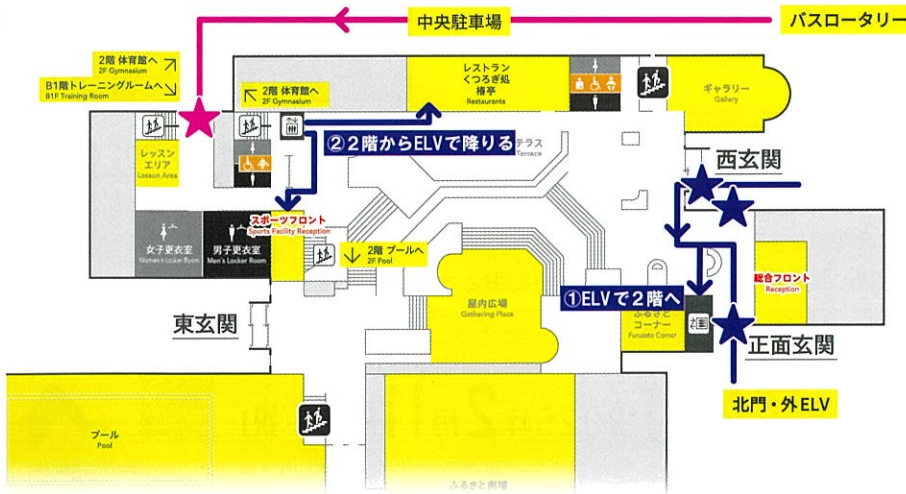 中央駐車場
バスロータリー
2階 体育館へ
2F Gymnasium
B1階トレーニングルームへ
B1F Training Room
2階 体育館へ
2F Gymnasium
レストラン
くつろぎ処
椿亭
Restaurants
ギャラリー
Gallery
②2階からELVで降りる
テラス
Terrace
西玄関
レッスン
エリア
Lesson Area
スポーツフロント
Sports Facility Reception
女子更衣室
Women's Locker Room
男子更衣室
Men's Locker Room
2階 プールへ
2F Pool
総合フロント
Reception
①ELVで2階へ
屋内広場
Gathering Place
ふるさと
コーナー
Furusato Corner
東玄関
正面玄関
北門・外ELV
プール
Pool
ふるさと劇場